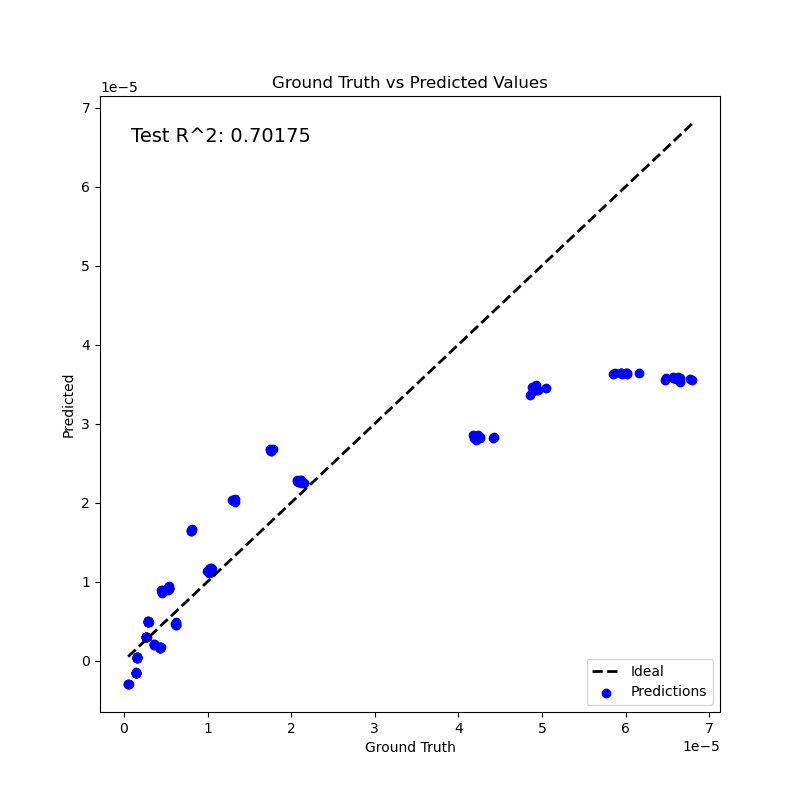 Ground Truth vs Predicted Values
1e−5
7
6
5
4
3
2
1
0
Predicted
Test R^2: 0.70175
Ideal
Predictions
0 1 2 3 4 5 6 7
1e−5
Ground Truth